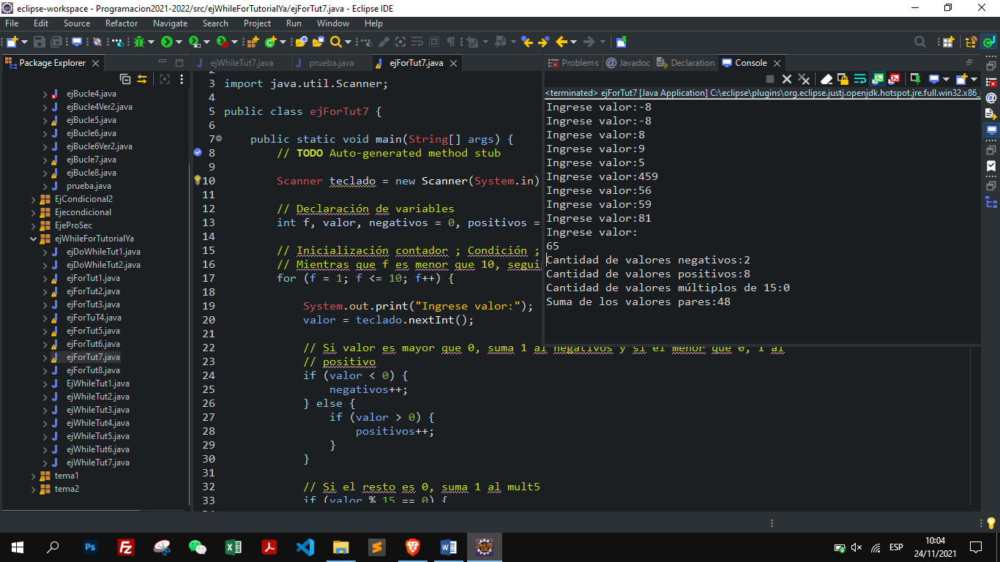 eclipse-workspace - Programacion2021-2022/src/ejWhileForTutorialYa/ejForTut7.java - Eclipse IDE
File Edit Source Refactor Navigate Search Project Run Window Help
Package Explorer
ejBucle4.java
ejBucle4Ver2.java
ejBucle5.java
ejBucle6.java
ejBucle6Ver2.java
ejBucle7.java
ejBucle8.java
prueba.java
EjCondicional2
Ejecondicional
EjeProSec
ejWhileForTutorialYa
ejDoWhileTut1.java
ejDoWhileTut2.java
ejForTut1.java
ejForTut2.java
ejForTut3.java
ejForTuT4.java
ejForTut5.java
ejForTut6.java
ejForTut7.java
ejForTut8.java
EjWhileTut1.java
ejWhileTut2.java
ejWhileTut3.java
ejWhileTut4.java
ejWhileTut5.java
ejWhileTut6.java
ejWhileTut7.java
tema1
tema2
ejWhileTut7.java prueba.java ejForTut7.java
2
3 import java.util.Scanner;
4
5 public class ejForTut7 {
6
7 public static void main(String[] args) {
8 // TODO Auto-generated method stub
9
10 Scanner teclado = new Scanner(System.in)
11
12 // Declaración de variables
13 int f, valor, negativos = 0, positivos =
14
15 // Inicialización contador ; Condición ;
16 // Mientras que f es menor que 10, segui
17 for (f = 1; f <= 10; f++) {
18
19 System.out.print("Ingrese valor:");
20 valor = teclado.nextInt();
21
22 // Si valor es mayor que 0, suma 1 al negativos y si el menor que 0, 1 al
23 // positivo
24 if (valor < 0) {
25 negativos++;
26 } else {
27 if (valor > 0) {
28 positivos++;
29 }
30 }
31
32 // Si el resto es 0, suma 1 al mult5
33 if (valor % 15 == 0) {
Problems Javadoc Declaration Console
<terminated> ejForTut7 [Java Application] C:\eclipse\plugins\org.eclipse.justj.openjdk.hotspot.jre.full.win32.x86_
Ingrese valor:-8
Ingrese valor:-8
Ingrese valor:8
Ingrese valor:9
Ingrese valor:5
Ingrese valor:459
Ingrese valor:56
Ingrese valor:59
Ingrese valor:81
Ingrese valor:
65
Cantidad de valores negativos:2
Cantidad de valores positivos:8
Cantidad de valores múltiplos de 15:0
Suma de los valores pares:48
ESP
10:04
24/11/2021